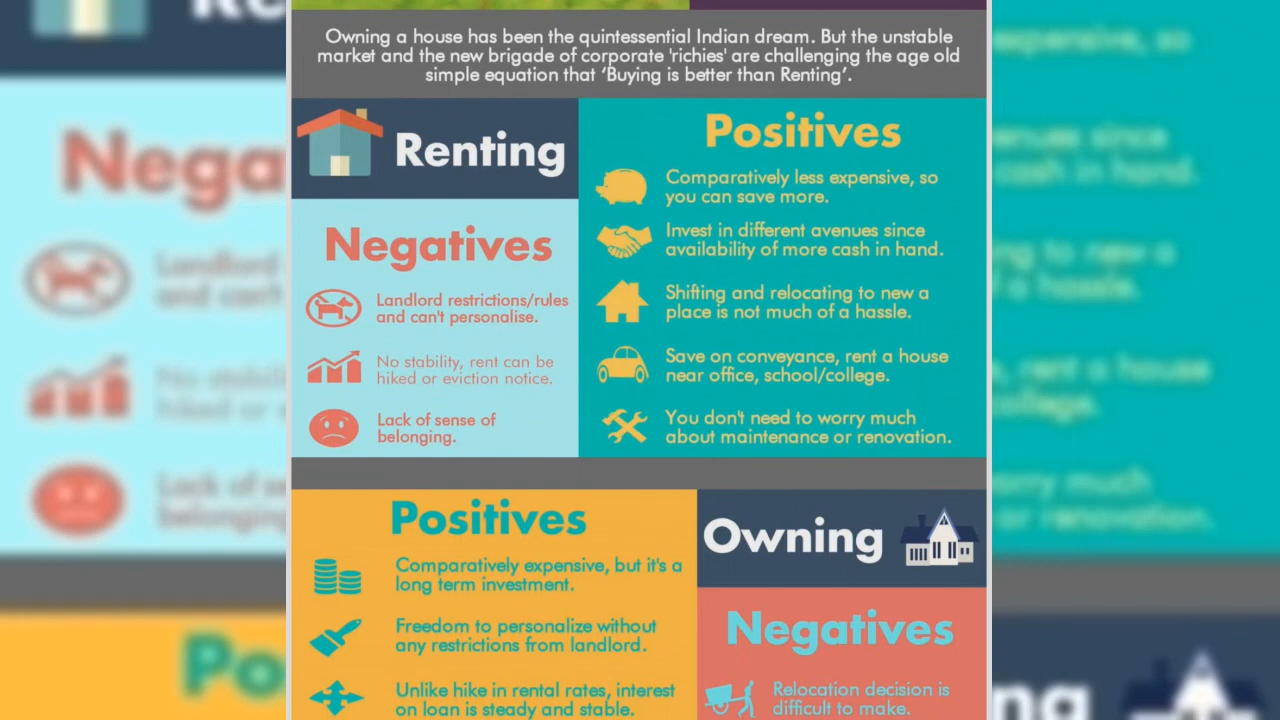 Owning a house has been the quintessential Indian dream. But the unstable
market and the new brigade of corporate 'richies' are challenging the age old
simple equation that ‘Buying is better than Renting’.
Renting
Negatives
Landlord restrictions/rules
and can't personalise.
No stability, rent can be
hiked or eviction notice.
Lack of sense of
belonging.
Positives
Comparatively less expensive, so
you can save more.
Invest in different avenues since
availability of more cash in hand.
Shifting and relocating to new a
place is not much of a hassle.
Save on conveyance, rent a house
near office, school/college.
You don't need to worry much
about maintenance or renovation.
Positives
Comparatively expensive, but it's a
long term investment.
Freedom to personalize without
any restrictions from landlord.
Unlike hike in rental rates, interest
on loan is steady and stable.
Owning
Negatives
Relocation decision is
difficult to make.